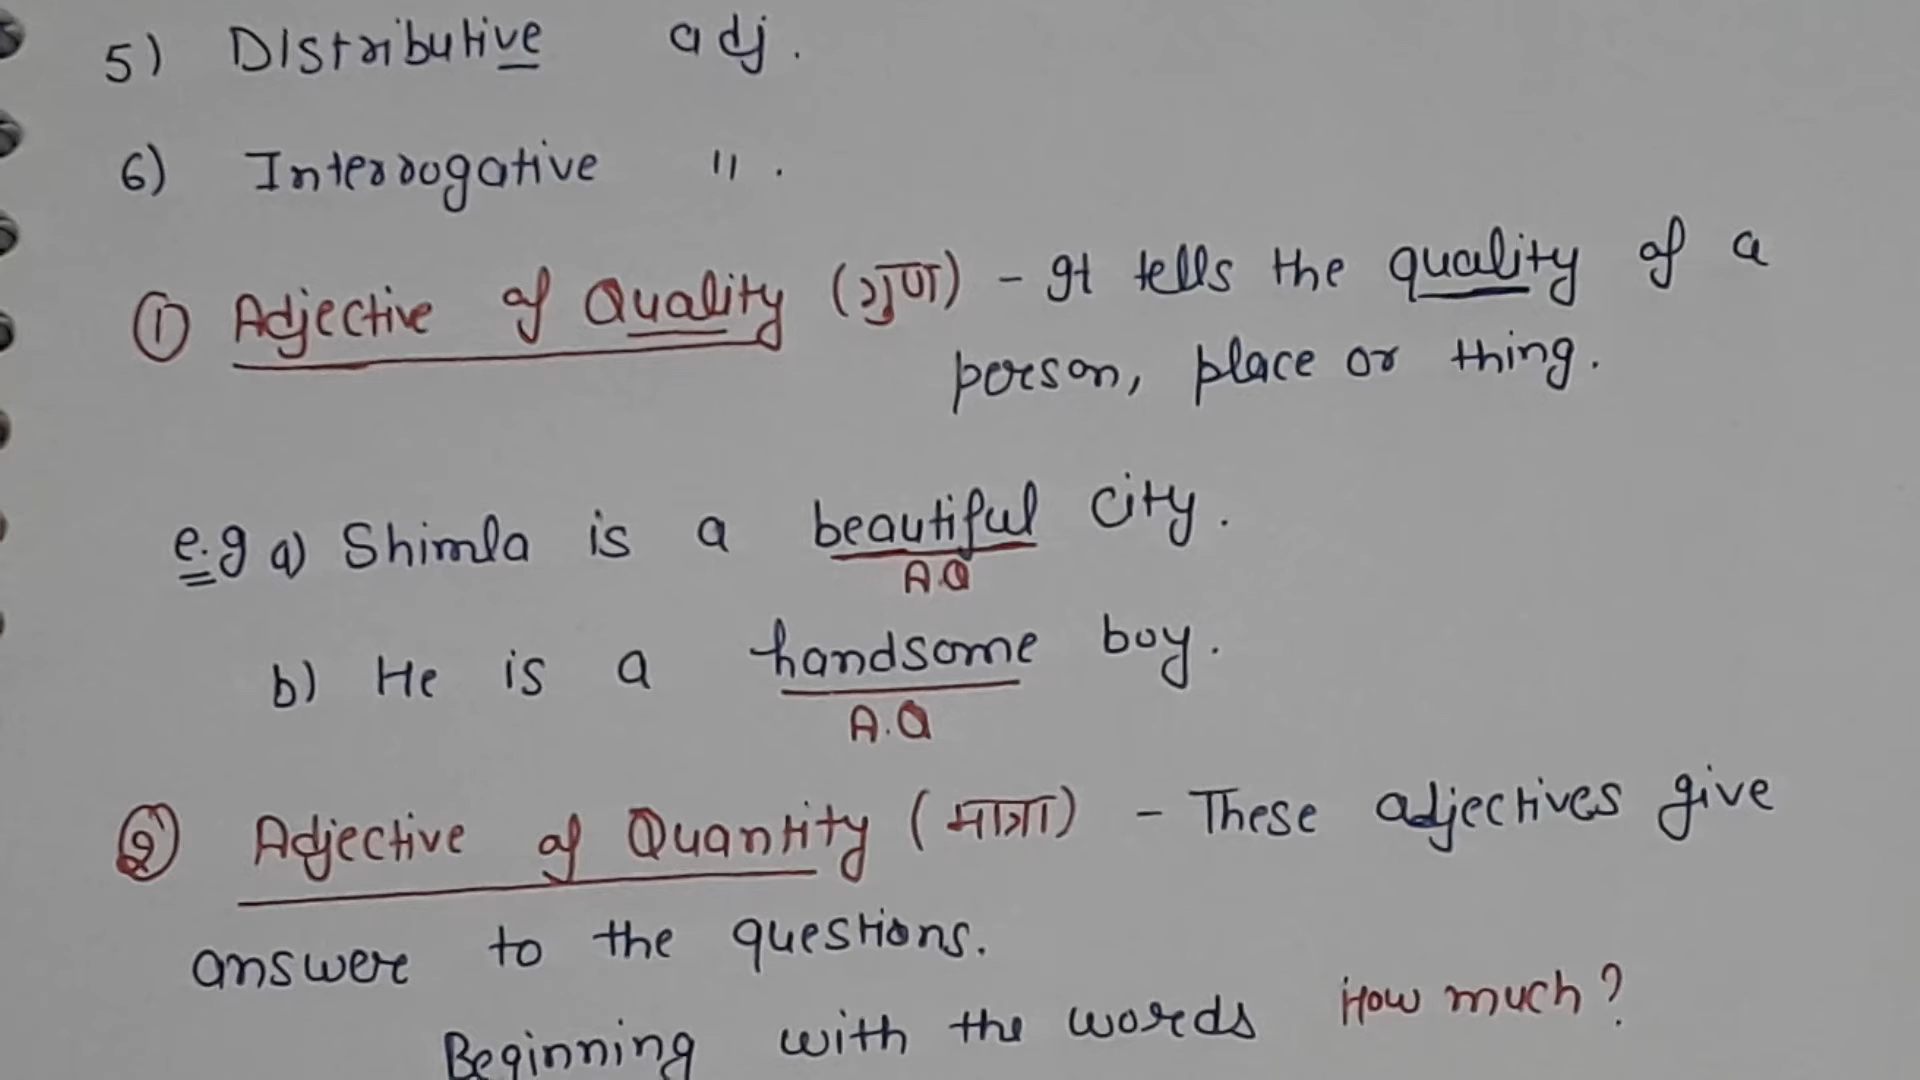 5) Distributive adj.
6) Interrogative " .
① Adjective of Quality (गुण) - It tells the quality of a
person, place or thing.
e.g a) Shimla is a beautiful city.
A.Q
b) He is a handsome boy.
A.Q
② Adjective of Quantity (मात्रा) - These adjectives give
answere to the questions.
Beginning with the words How much?